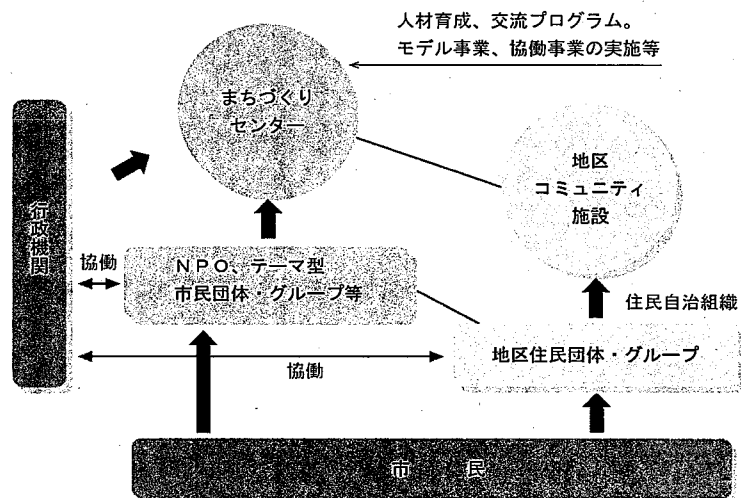 人材育成、交流プログラム。
モデル事業、協働事業の実施等
まちづくり
センター
地区
コミュニティ
施設
行政機関
協働
NPO、テーマ型
市民団体・グループ等
住民自治組織
地区住民団体・グループ
協働
市　民